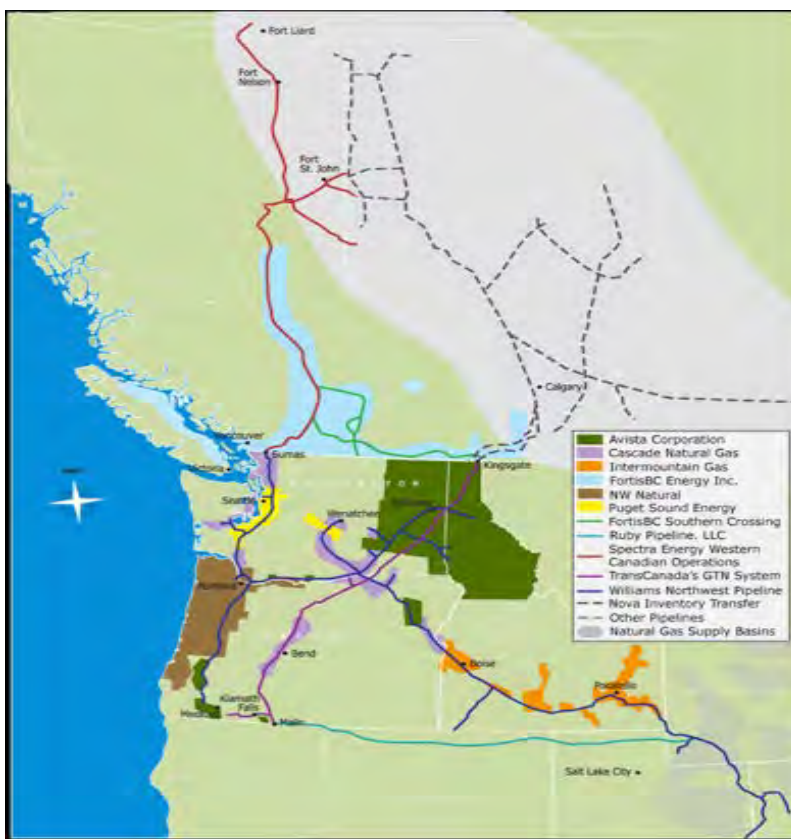 Fort Liard
Fort
Nelson
Fort
St. John
Calgary
Vancouver
Sumas
Victoria
Kingsgate
Seattle
Wenatchee
Bend
Boise
Pocatello
Klamath
Falls
Malin
Salt Lake City
Avista Corporation
Cascade Natural Gas
Intermountain Gas
FortisBC Energy Inc.
NW Natural
Puget Sound Energy
FortisBC Southern Crossing
Ruby Pipeline, LLC
Spectra Energy Western
Canadian Operations
TransCanada's GTN System
Williams Northwest Pipeline
Nova Inventory Transfer
Other Pipelines
Natural Gas Supply Basins